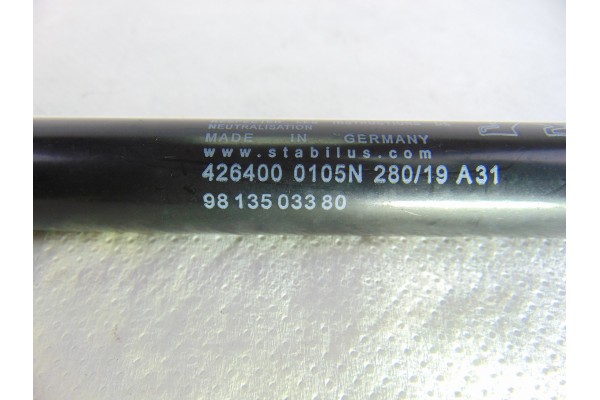 NEUTRALISATION
MADE IN GERMANY
www.stabilus.com
426400 0105N 280/19 A31
98 135 033 80